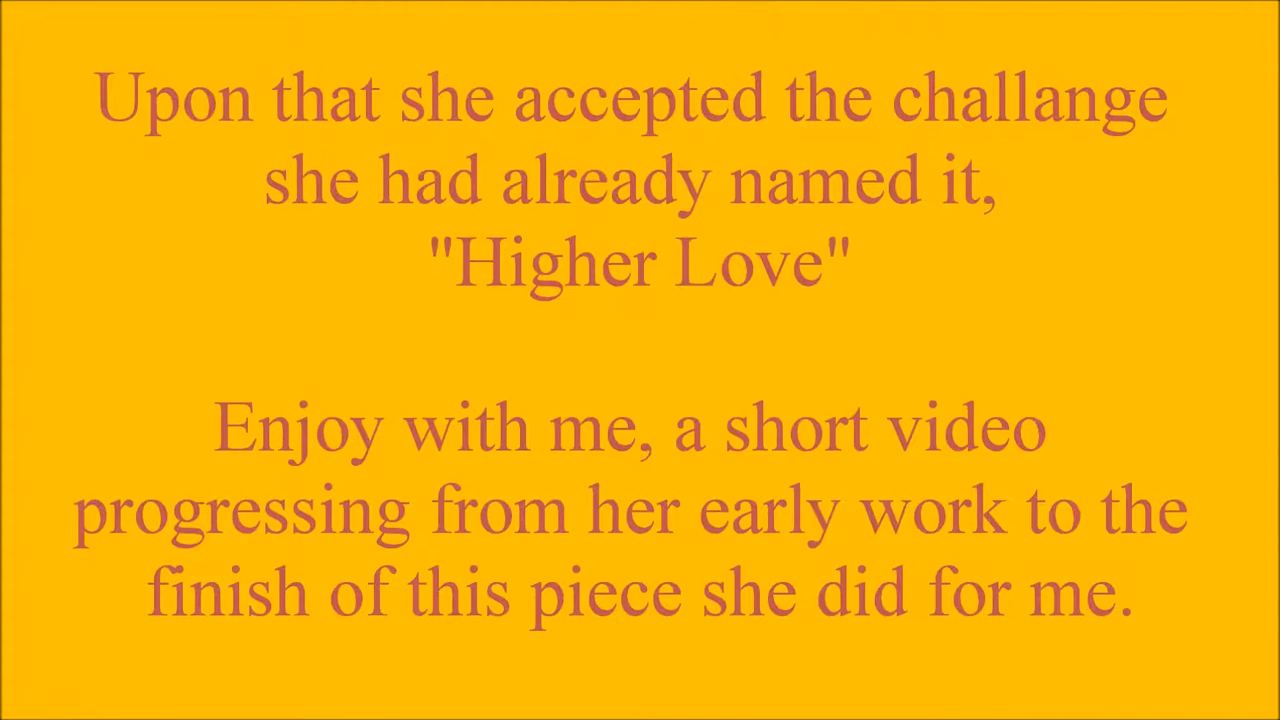 Upon that she accepted the challange
she had already named it,
"Higher Love"
Enjoy with me, a short video
progressing from her early work to the
finish of this piece she did for me.